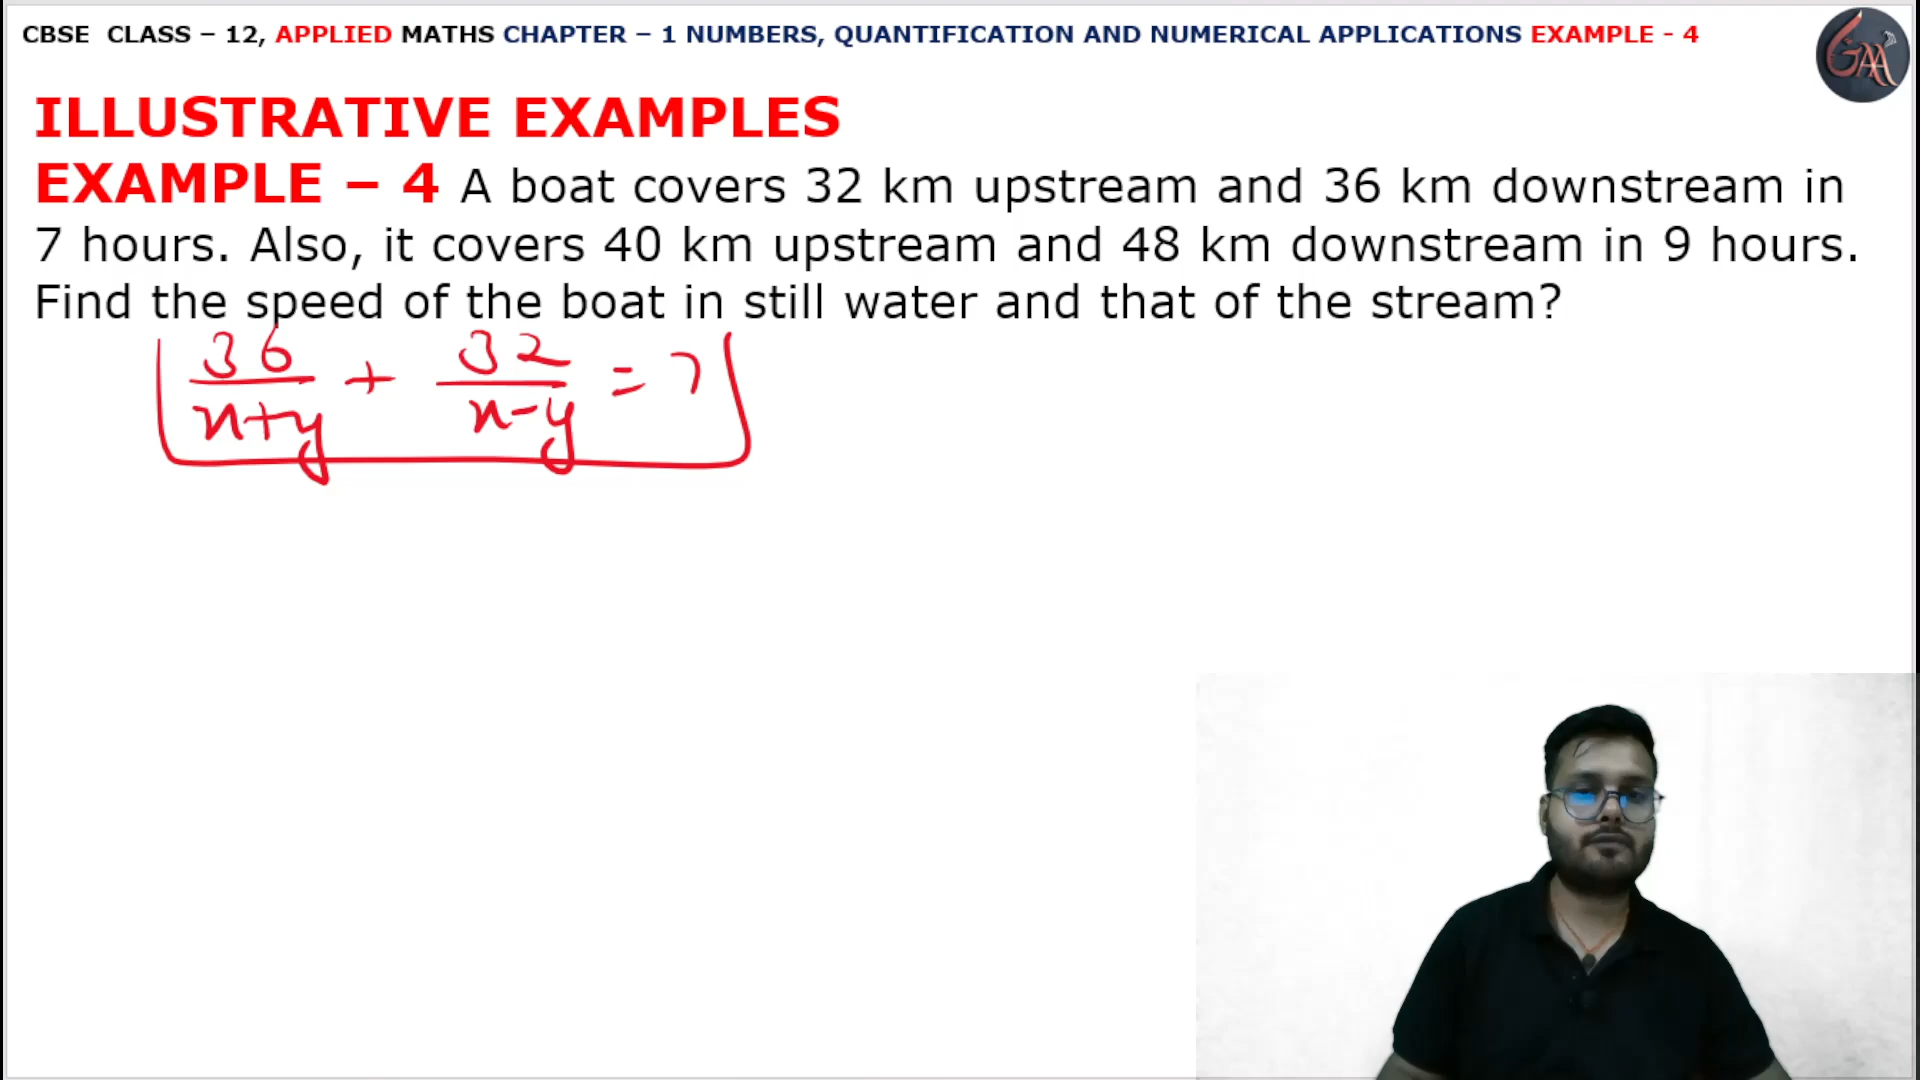 CBSE CLASS – 12, APPLIED MATHS CHAPTER – 1 NUMBERS, QUANTIFICATION AND NUMERICAL APPLICATIONS EXAMPLE - 4
GAA
ILLUSTRATIVE EXAMPLES
EXAMPLE – 4 A boat covers 32 km upstream and 36 km downstream in
7 hours. Also, it covers 40 km upstream and 48 km downstream in 9 hours.
Find the speed of the boat in still water and that of the stream?
36/(x+y) + 32/(x-y) = 7